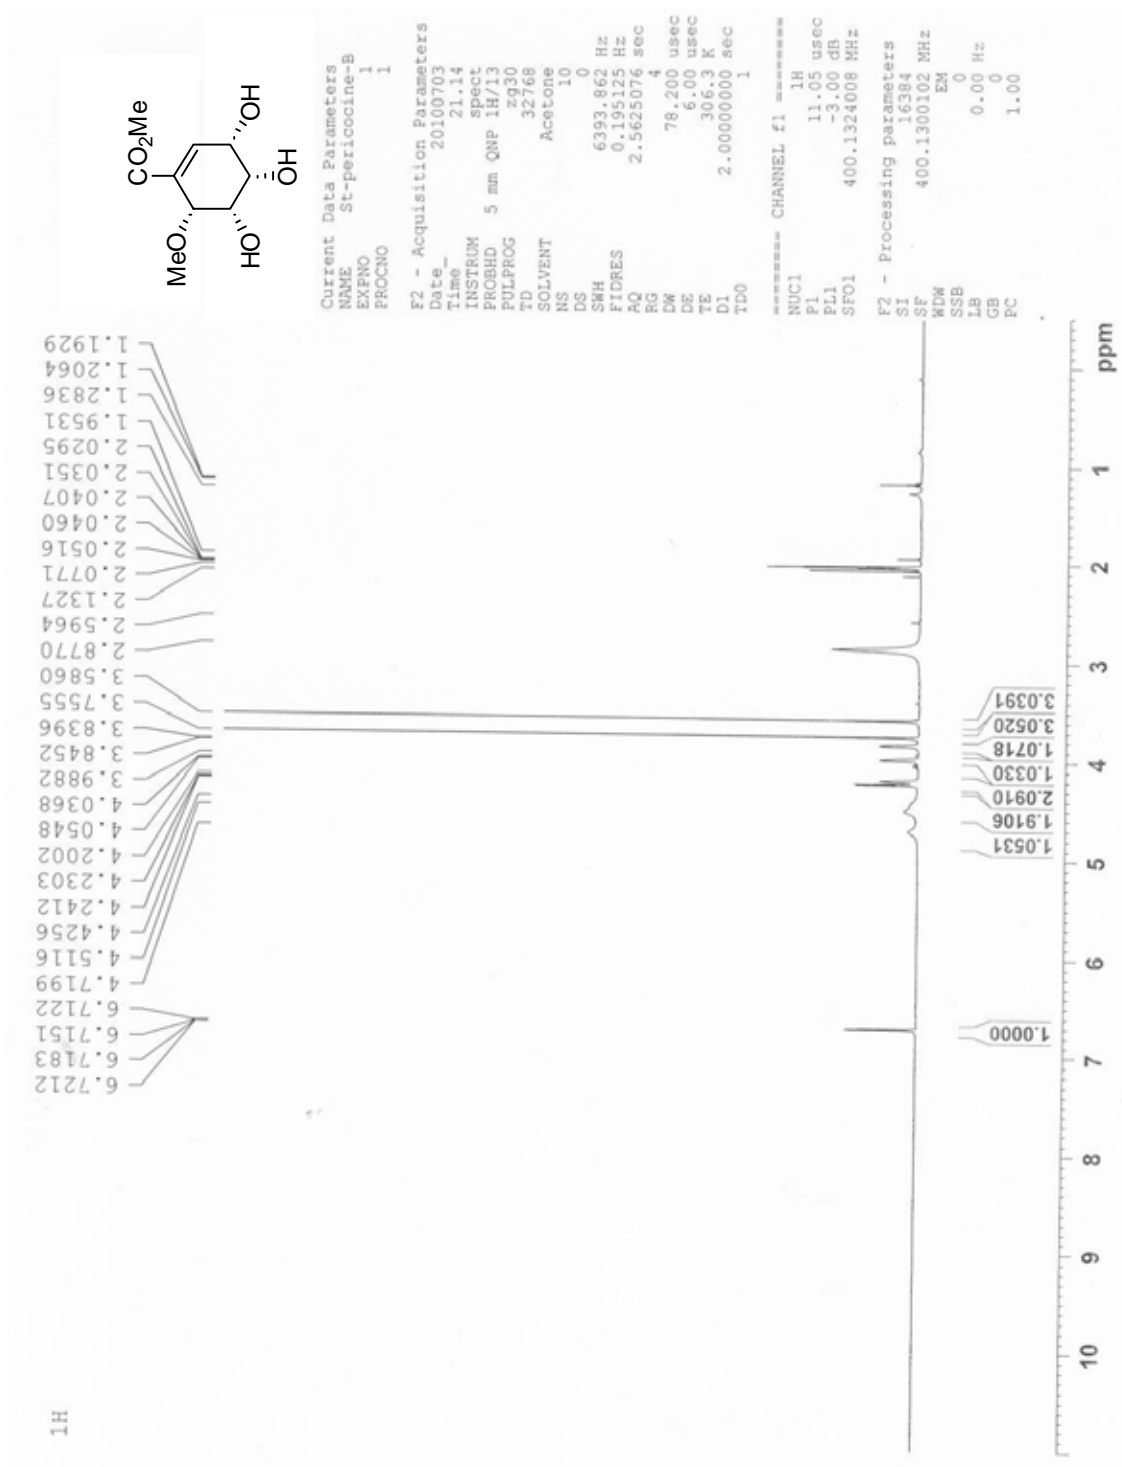 1H
CO2Me
MeO
OH
HO
OH
6.7212
6.7183
6.7151
6.7122
4.7199
4.5116
4.4256
4.2412
4.2303
4.2002
4.0548
4.0368
3.9882
3.8452
3.8396
3.7555
3.5860
2.8770
2.5964
2.1327
2.0771
2.0516
2.0460
2.0407
2.0351
2.0295
1.9531
1.2836
1.2064
1.1929
Current Data Parameters
NAME St-pericocine-B
EXPNO 1
PROCNO 1
F2 - Acquisition Parameters
Date_ 20100703
Time 21.14
INSTRUM spect
PROBHD 5 mm QNP 1H/13
PULPROG zg30
TD 32768
SOLVENT Acetone
NS 10
DS 0
SWH 6393.862 Hz
FIDRES 0.195125 Hz
AQ 2.5625076 sec
RG 4
DW 78.200 usec
DE 6.00 usec
TE 306.3 K
D1 2.00000000 sec
TD0 1
======== CHANNEL f1 ========
NUC1 1H
P1 11.05 usec
PL1 -3.00 dB
SFO1 400.1324008 MHz
F2 - Processing parameters
SI 16384
SF 400.1300102 MHz
WDW EM
SSB 0
LB 0.00 Hz
GB 0
PC 1.00
1.0000
1.0531
1.9106
2.0910
1.0330
1.0718
3.0520
3.0391
10 9 8 7 6 5 4 3 2 1 ppm